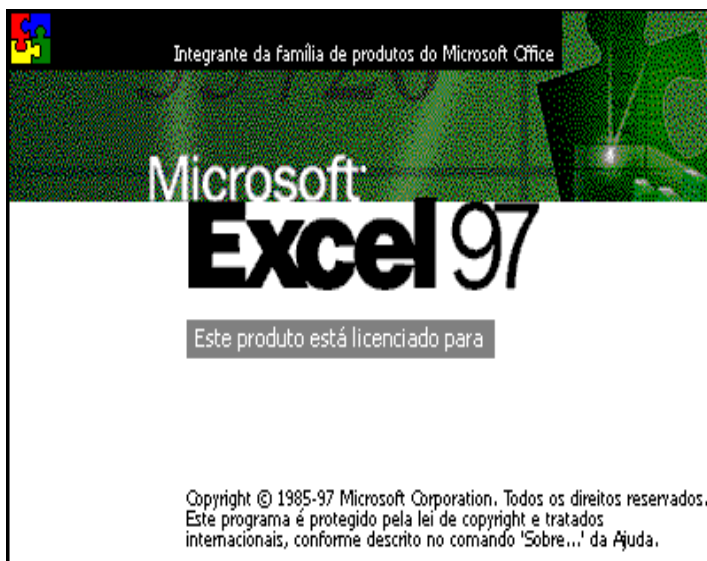 Integrante da família de produtos do Microsoft Office
Microsoft
Excel 97
Este produto está licenciado para
Copyright © 1985-97 Microsoft Corporation. Todos os direitos reservados.
Este programa é protegido pela lei de copyright e tratados
internacionais, conforme descrito no comando 'Sobre...' da Ajuda.